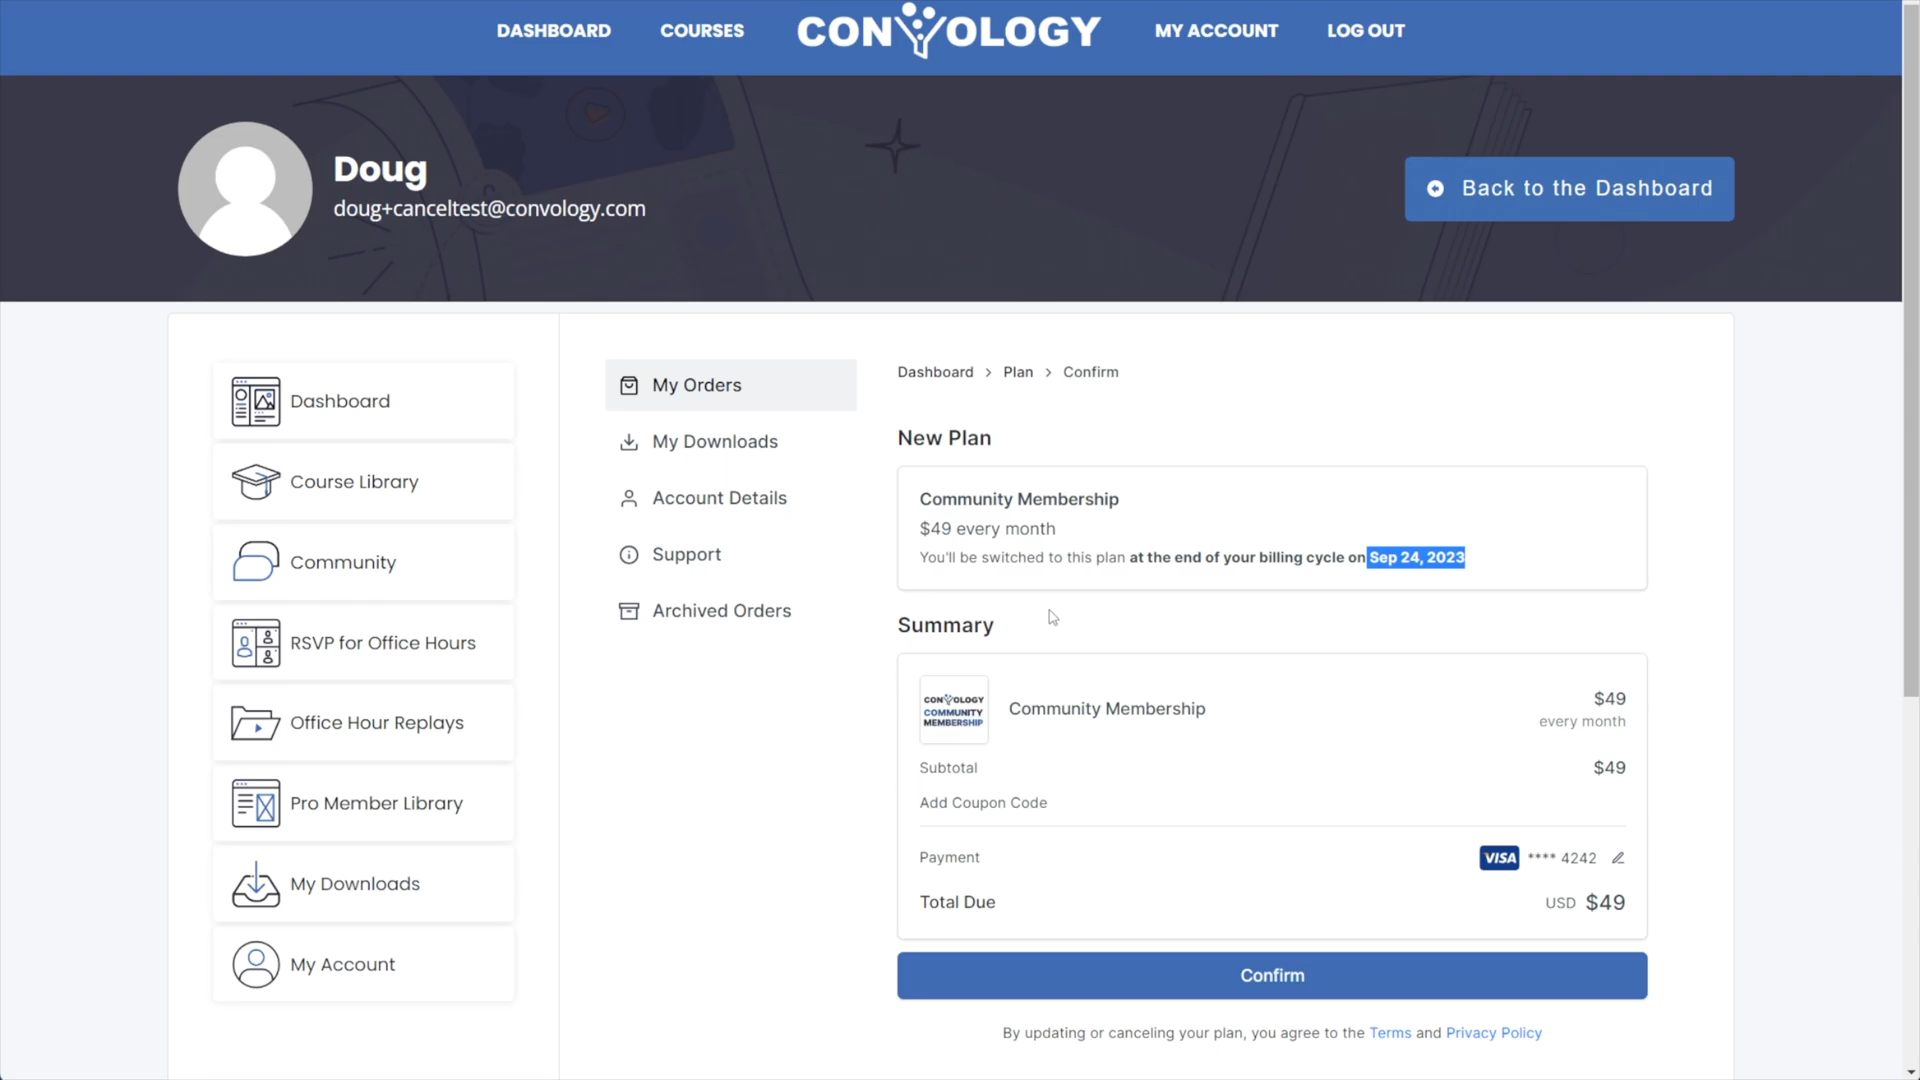 DASHBOARD
COURSES
CONVOLOGY
MY ACCOUNT
LOG OUT
Doug
doug+canceltest@convology.com
Back to the Dashboard
Dashboard
Course Library
Community
RSVP for Office Hours
Office Hour Replays
Pro Member Library
My Downloads
My Account
My Orders
My Downloads
Account Details
Support
Archived Orders
Dashboard > Plan > Confirm
New Plan
Community Membership
$49 every month
You'll be switched to this plan at the end of your billing cycle on Sep 24, 2023
Summary
CONVOLOGY
COMMUNITY
MEMBERSHIP
Community Membership
$49
every month
Subtotal
$49
Add Coupon Code
Payment
VISA **** 4242
Total Due
USD $49
Confirm
By updating or canceling your plan, you agree to the Terms and Privacy Policy